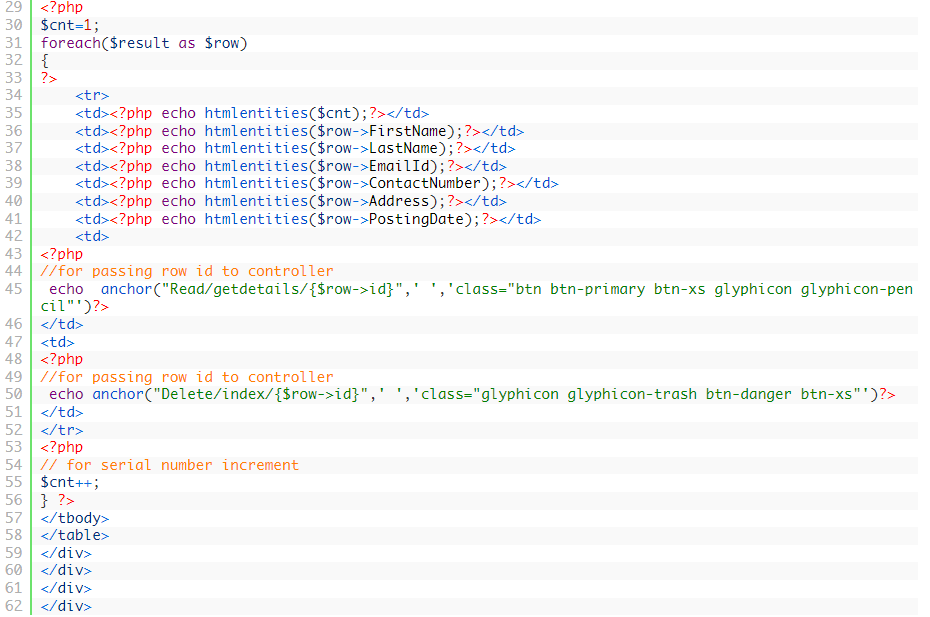 29 <?php
30 $cnt=1;
31 foreach($result as $row)
32 {
33 ?>
34     <tr>
35     <td><?php echo htmlentities($cnt);?></td>
36     <td><?php echo htmlentities($row->FirstName);?></td>
37     <td><?php echo htmlentities($row->LastName);?></td>
38     <td><?php echo htmlentities($row->EmailId);?></td>
39     <td><?php echo htmlentities($row->ContactNumber);?></td>
40     <td><?php echo htmlentities($row->Address);?></td>
41     <td><?php echo htmlentities($row->PostingDate);?></td>
42     <td>
43 <?php
44 //for passing row id to controller
45  echo  anchor("Read/getdetails/{$row->id}",' ','class="btn btn-primary btn-xs glyphicon glyphicon-pen
cil"')?>
46 </td>
47 <td>
48 <?php
49 //for passing row id to controller
50  echo anchor("Delete/index/{$row->id}",' ','class="glyphicon glyphicon-trash btn-danger btn-xs"')?>
51 </td>
52 </tr>
53 <?php
54 // for serial number increment
55 $cnt++;
56 } ?>
57 </tbody>
58 </table>
59 </div>
60 </div>
61 </div>
62 </div>